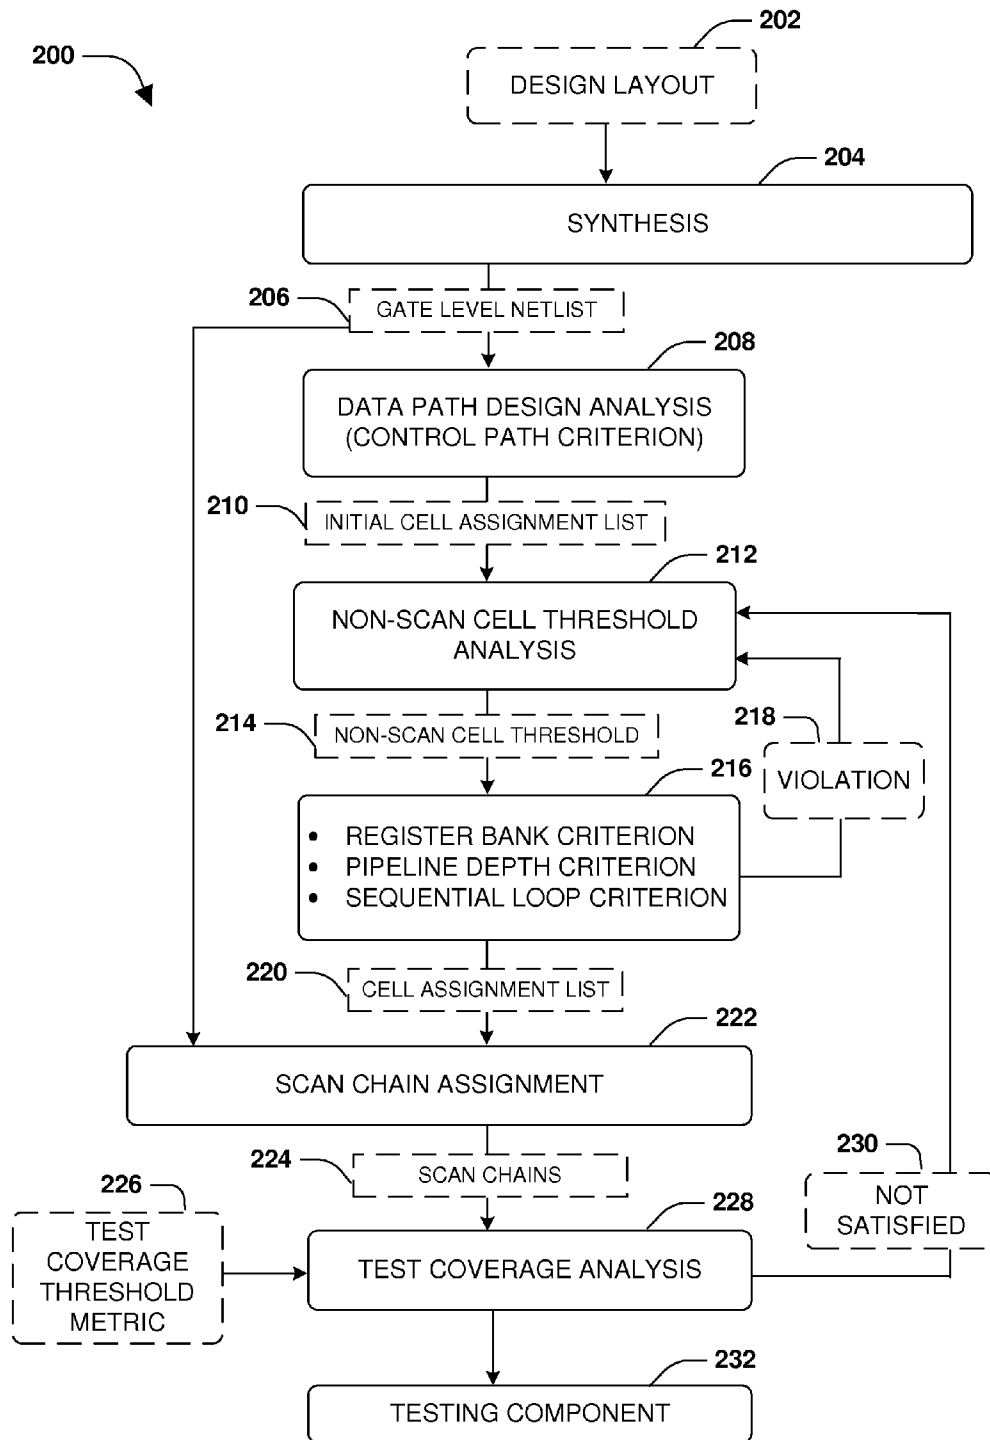 200
202
DESIGN LAYOUT
204
SYNTHESIS
206
GATE LEVEL NETLIST
208
DATA PATH DESIGN ANALYSIS
(CONTROL PATH CRITERION)
210
INITIAL CELL ASSIGNMENT LIST
212
NON-SCAN CELL THRESHOLD
ANALYSIS
214
NON-SCAN CELL THRESHOLD
216
218
VIOLATION
• REGISTER BANK CRITERION
• PIPELINE DEPTH CRITERION
• SEQUENTIAL LOOP CRITERION
220
CELL ASSIGNMENT LIST
222
SCAN CHAIN ASSIGNMENT
224
SCAN CHAINS
226
TEST
COVERAGE
THRESHOLD
METRIC
228
TEST COVERAGE ANALYSIS
230
NOT
SATISFIED
232
TESTING COMPONENT